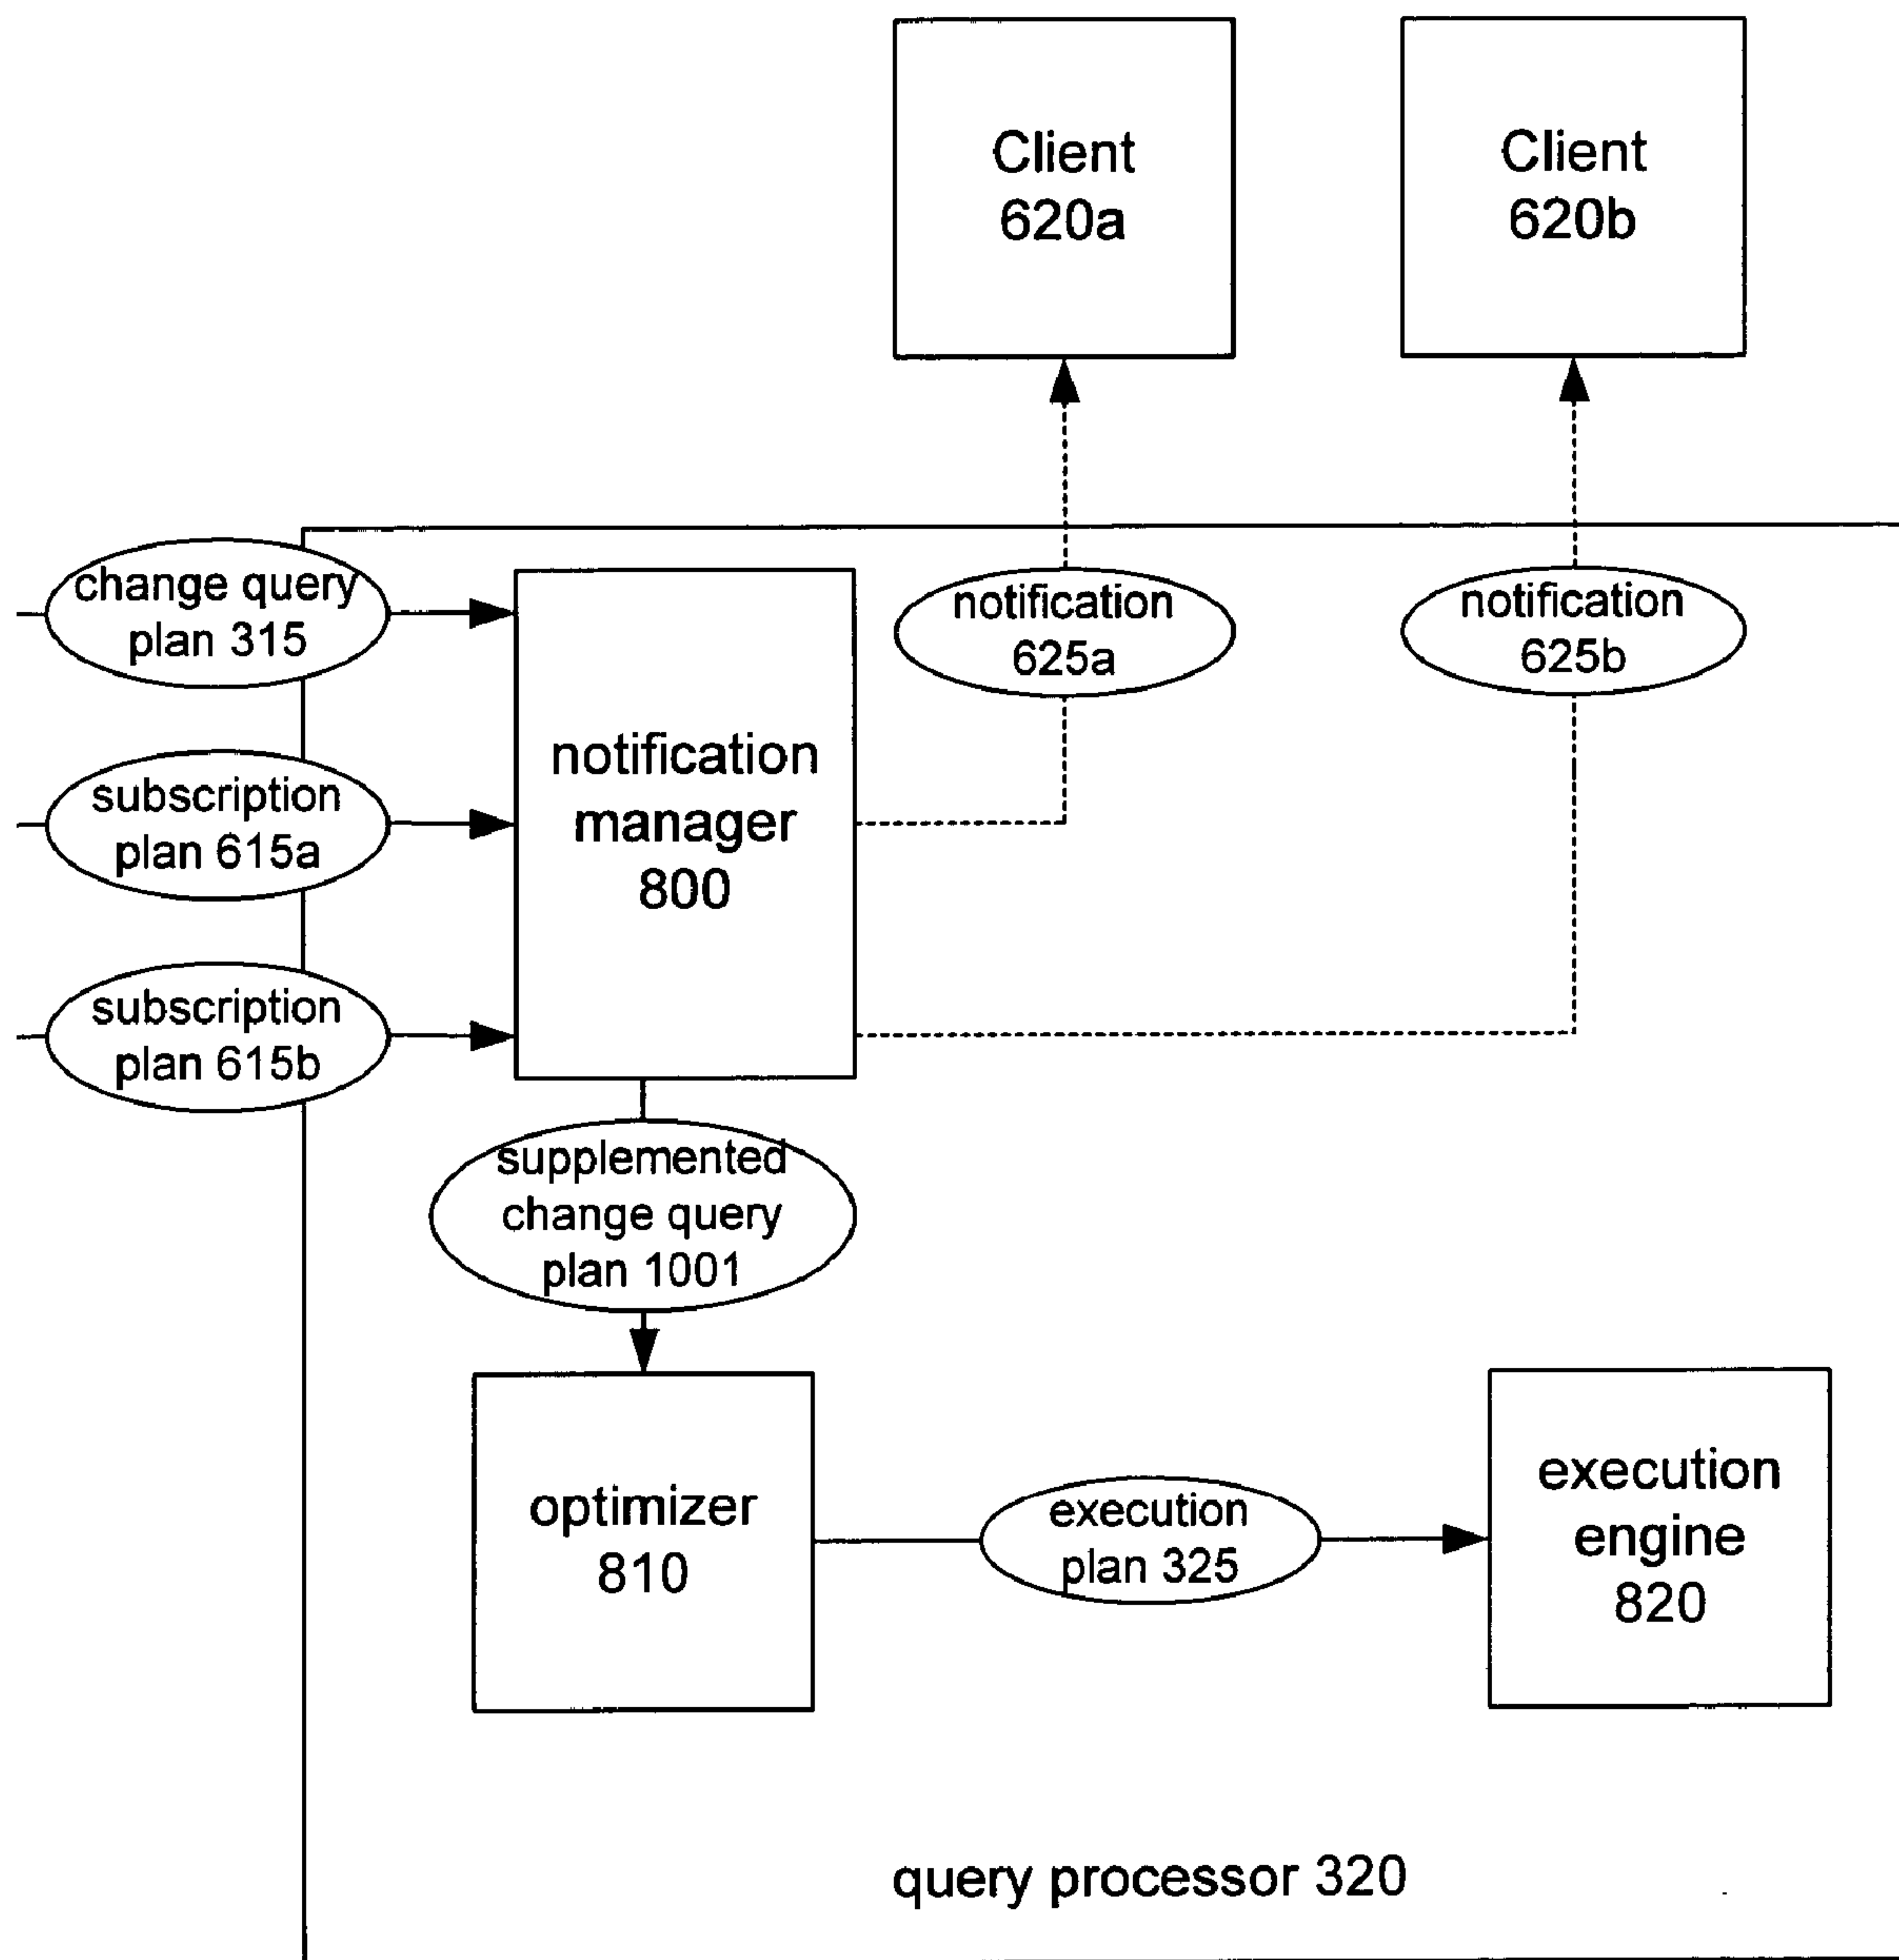 Client
620a
Client
620b
change query
plan 315
notification
625a
notification
625b
subscription
plan 615a
notification
manager
800
subscription
plan 615b
supplemented
change query
plan 1001
optimizer
810
execution
plan 325
execution
engine
820
query processor 320